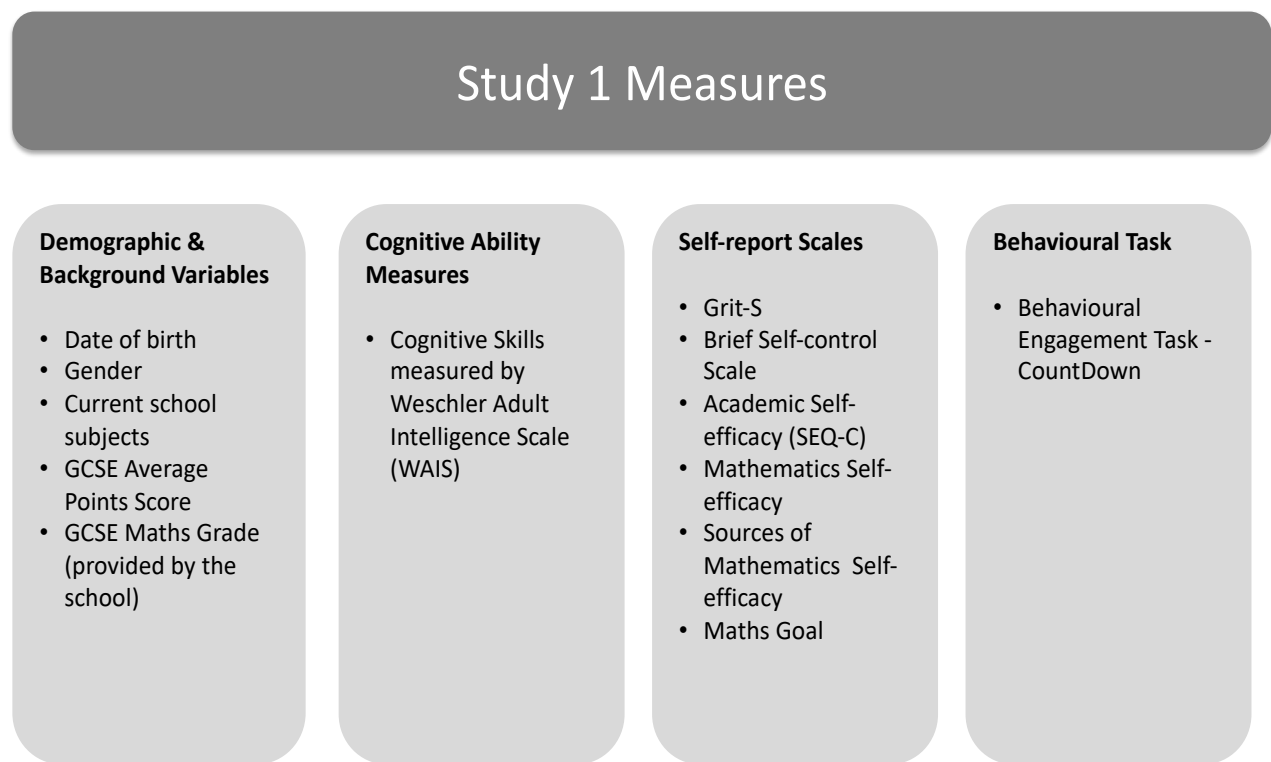 Study 1 Measures
Demographic &
Background Variables
• Date of birth
• Gender
• Current school
subjects
• GCSE Average
Points Score
• GCSE Maths Grade
(provided by the
school)
Cognitive Ability
Measures
• Cognitive Skills
measured by
Weschler Adult
Intelligence Scale
(WAIS)
Self-report Scales
• Grit-S
• Brief Self-control
Scale
• Academic Self-
efficacy (SEQ-C)
• Mathematics Self-
efficacy
• Sources of
Mathematics  Self-
efficacy
• Maths Goal
Behavioural Task
• Behavioural
Engagement Task -
CountDown